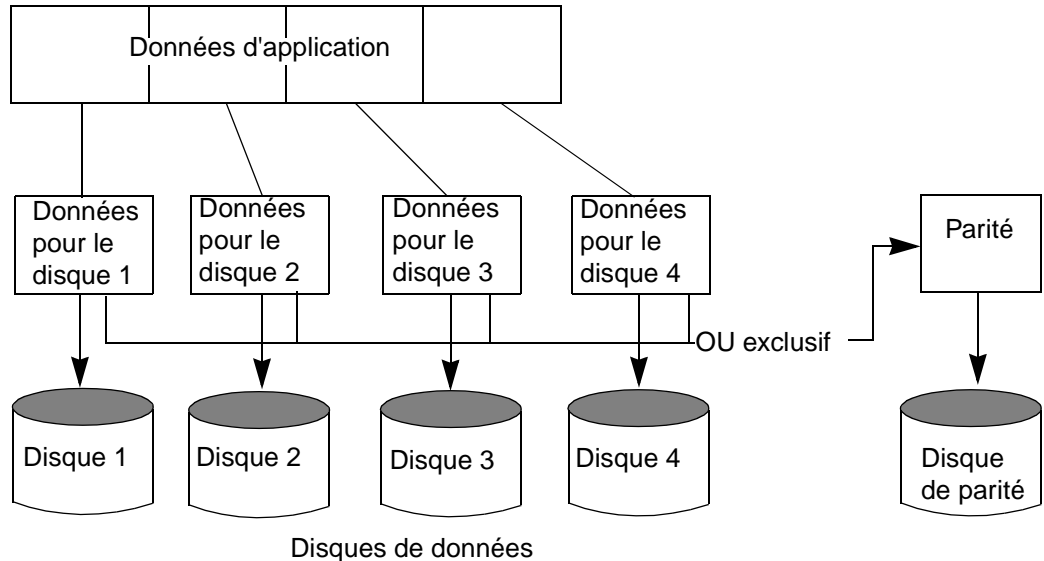 Données d'application
Données
pour le
disque 1
Données
pour le
disque 2
Données
pour le
disque 3
Données
pour le
disque 4
Parité
OU exclusif
Disque 1
Disque 2
Disque 3
Disque 4
Disque
de parité
Disques de données